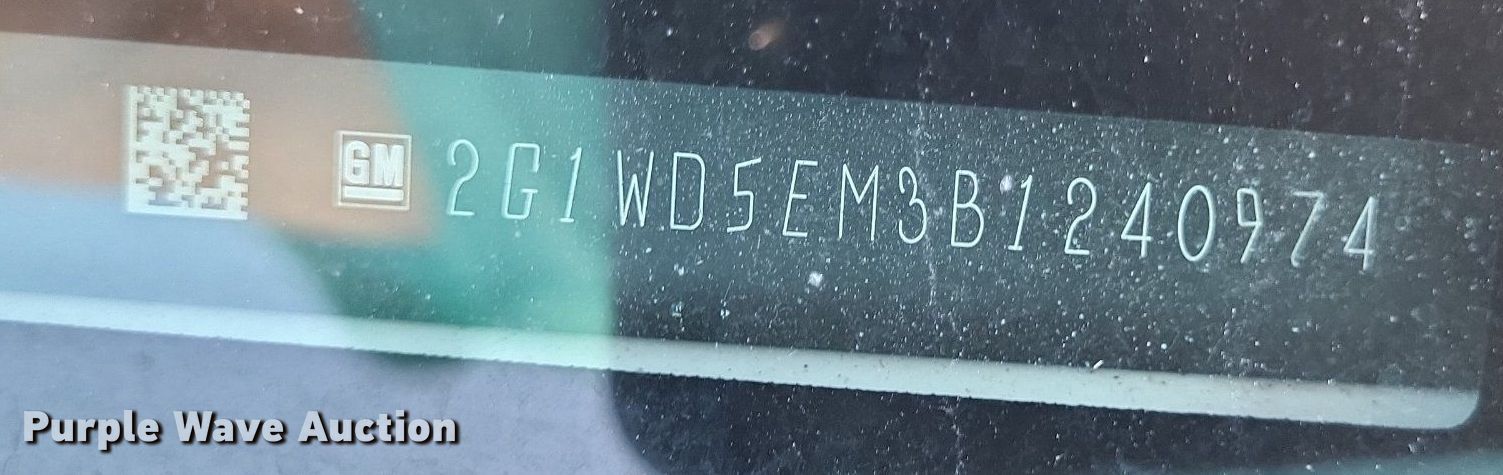 GM 2G1WD5EM3B1240974
Purple Wave Auction